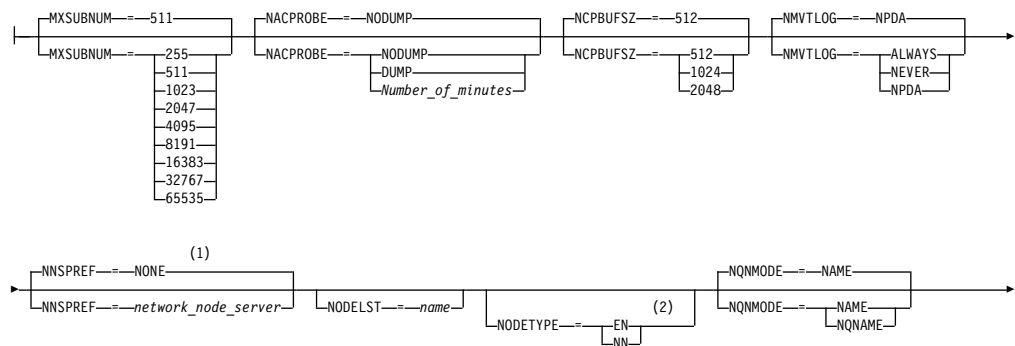 MXSUBNUM = 511 NACPROBE = NODUMP NCPBUFSZ = 512 NMVTLOG = NPDA
MXSUBNUM = 255 NACPROBE = NODUMP NCPBUFSZ = 512 NMVTLOG = ALWAYS
511 DUMP 1024 NEVER
1023 Number_of_minutes 2048 NPDA
2047
4095
8191
16383
32767
65535
(1)
NNSPREF = NONE NQNMODE = NAME
NNSPREF = network_node_server NODELST = name (2) NQNMODE = NAME
NODETYPE = EN NQNAME
NN